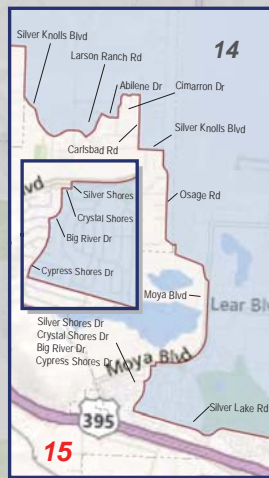 Silver Knolls Blvd
14
Larson Ranch Rd
Abilene Dr
Cimarron Dr
Carlsbad Rd
Silver Knolls Blvd
lvd
Silver Shores
Osage Rd
Crystal Shores
Big River Dr
Cypress Shores Dr
Moya Blvd
Lear Blv
Silver Shores Dr
Crystal Shores Dr
Big River Dr
Cypress Shores Dr
Moya Blvd
395
Silver Lake Rd
15